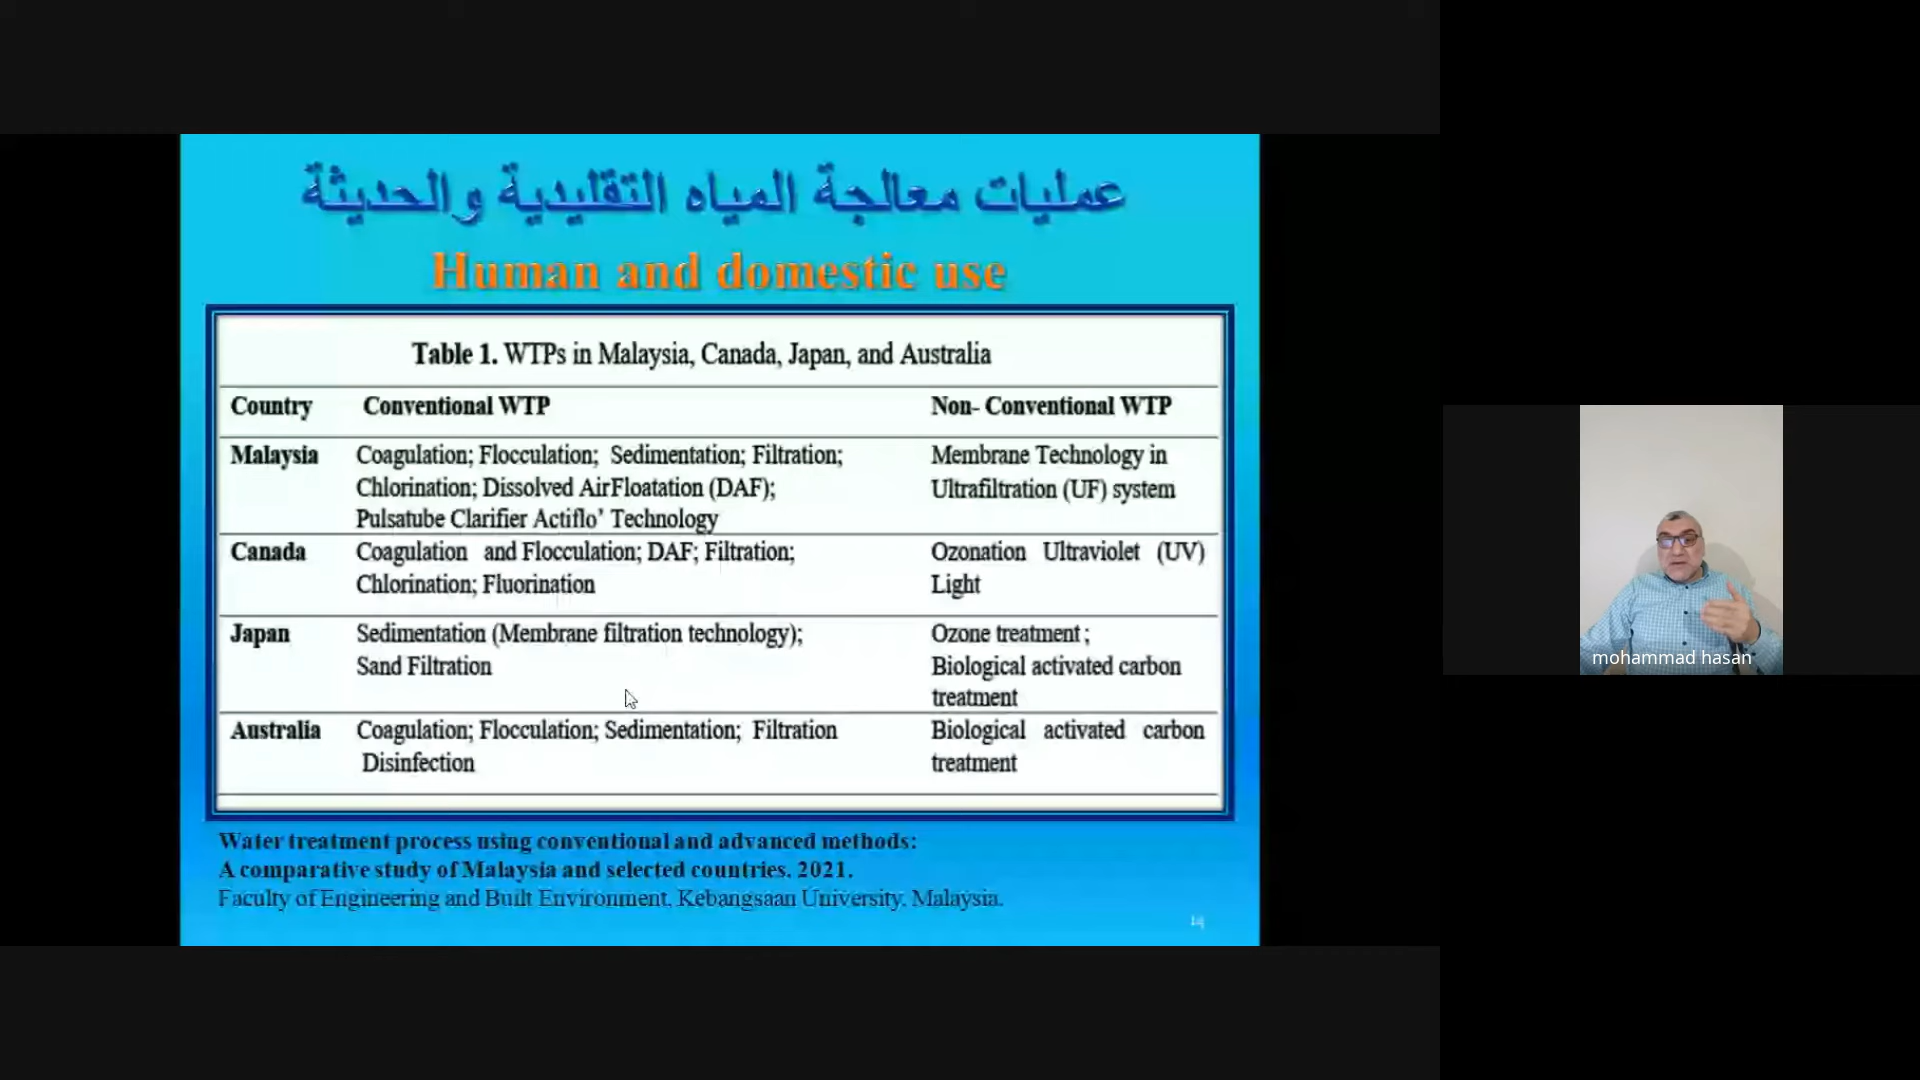 عمليات معالجة المياه التقليدية والحديثة
Human and domestic use
Table 1. WTPs in Malaysia, Canada, Japan, and Australia
Country Conventional WTP Non- Conventional WTP
Malaysia Coagulation; Flocculation; Sedimentation; Filtration; Membrane Technology in
Chlorination; Dissolved AirFloatation (DAF); Ultrafiltration (UF) system
Pulsatube Clarifier Actiflo’ Technology
Canada Coagulation and Flocculation; DAF; Filtration; Ozonation Ultraviolet (UV)
Chlorination; Fluorination Light
Japan Sedimentation (Membrane filtration technology); Ozone treatment ;
Sand Filtration Biological activated carbon
treatment
Australia Coagulation; Flocculation; Sedimentation; Filtration Biological activated carbon
Disinfection treatment
Water treatment process using conventional and advanced methods:
A comparative study of Malaysia and selected countries. 2021.
Faculty of Engineering and Built Environment, Kebangsaan University. Malaysia.
mohammad hasan